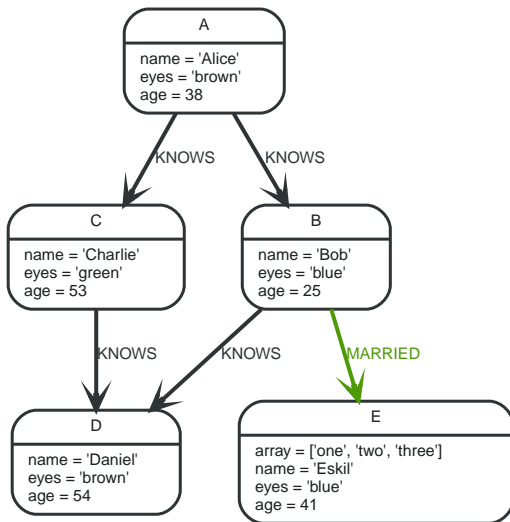 A
name = 'Alice'
eyes = 'brown'
age = 38
KNOWS
KNOWS
C
name = 'Charlie'
eyes = 'green'
age = 53
B
name = 'Bob'
eyes = 'blue'
age = 25
KNOWS
KNOWS
MARRIED
D
name = 'Daniel'
eyes = 'brown'
age = 54
E
array = ['one', 'two', 'three']
name = 'Eskil'
eyes = 'blue'
age = 41